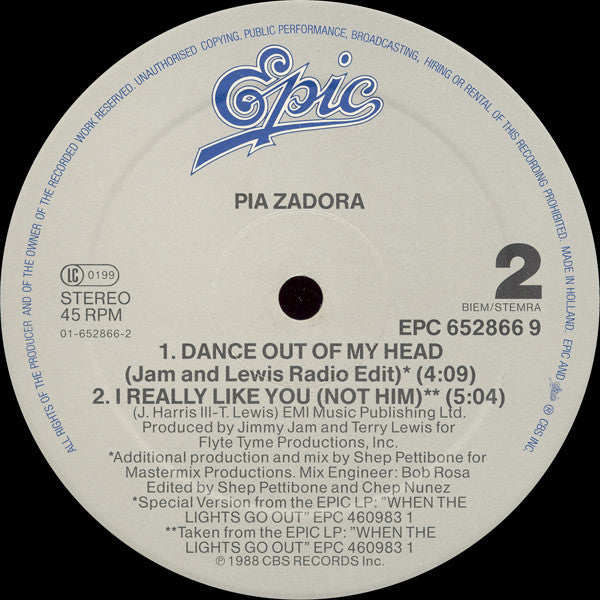 ALL RIGHTS OF THE PRODUCER AND OF THE OWNER OF THE RECORDED WORK RESERVED. UNAUTHORISED COPYING, PUBLIC PERFORMANCE, BROADCASTING, HIRING OR RENTAL OF THIS RECORDING PROHIBITED. MADE IN HOLLAND. EPIC AND Epic ℗ CBS INC.
Epic
PIA ZADORA
LC 0199
STEREO
45 RPM
01-652866-2
2
BIEM/STEMRA
EPC 652866 9
1. DANCE OUT OF MY HEAD
(Jam and Lewis Radio Edit)* (4:09)
2. I REALLY LIKE YOU (NOT HIM)** (5:04)
(J. Harris III-T. Lewis) EMI Music Publishing Ltd.
Produced by Jimmy Jam and Terry Lewis for
Flyte Tyme Productions, Inc.
*Additional production and mix by Shep Pettibone for
Mastermix Productions. Mix Engineer: Bob Rosa
Edited by Shep Pettibone and Chep Nunez
*Special Version from the EPIC LP: "WHEN THE
LIGHTS GO OUT" EPC 460983 1
**Taken from the EPIC LP: "WHEN THE
LIGHTS GO OUT" EPC 460983 1
℗ 1988 CBS RECORDS Inc.